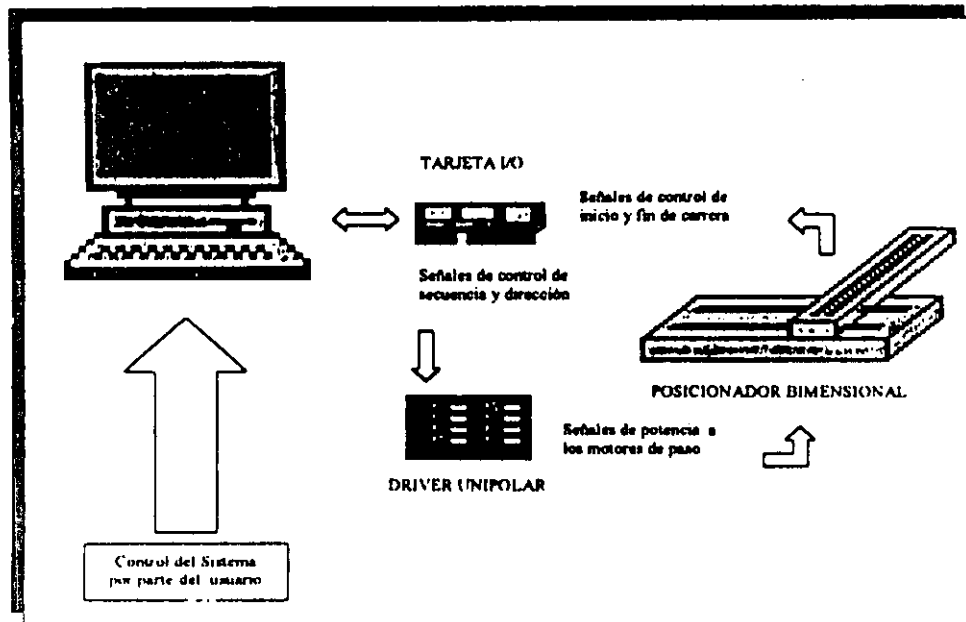 TARJETA I/O
Señales de control de
inicio y fin de carrera
Señales de control de
secuencia y dirección
POSICIONADOR BIMENSIONAL
Señales de potencia a
los motores de paso
DRIVER UNIPOLAR
Control del Sistema
por parte del usuario